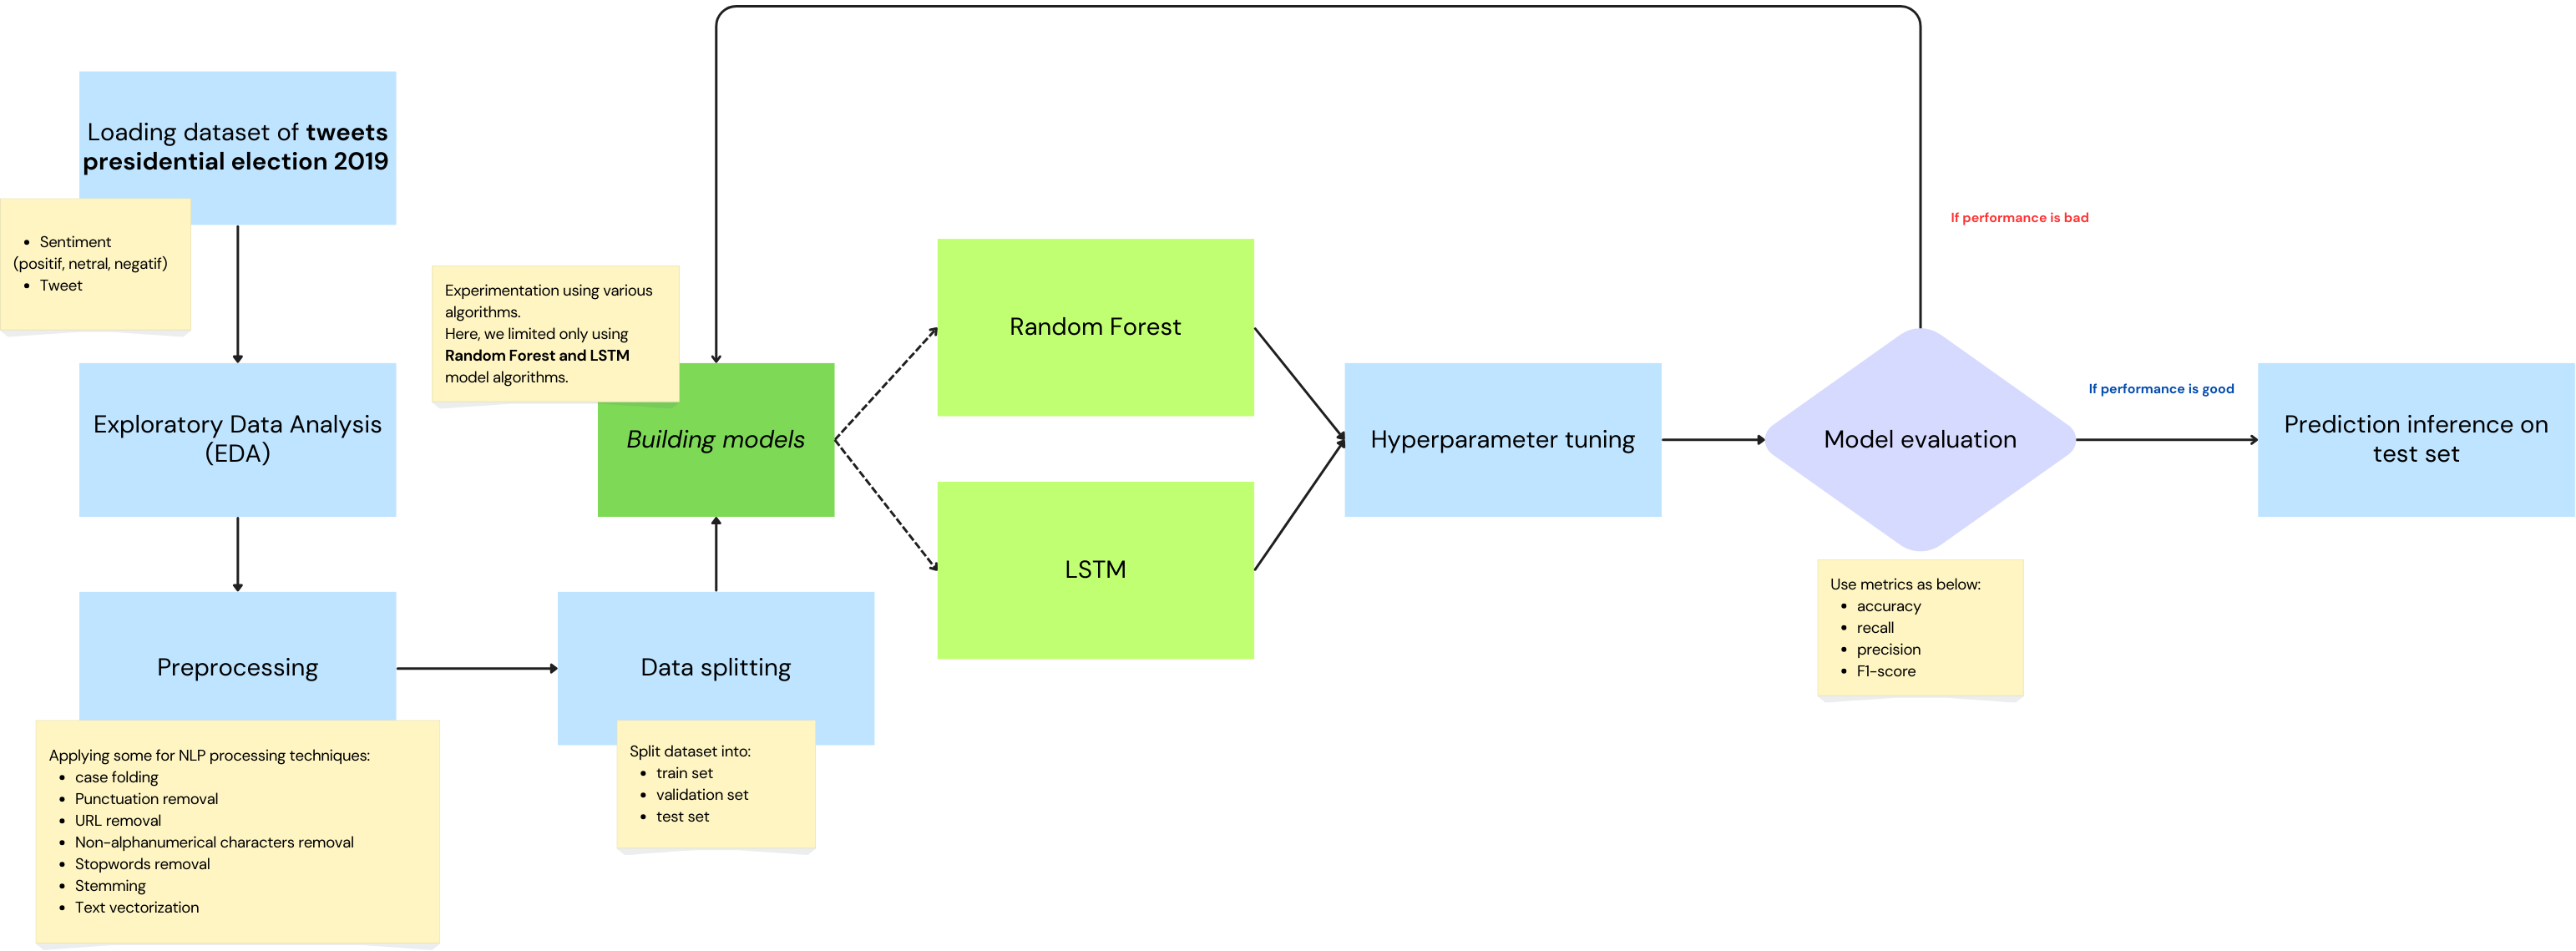 Loading dataset of tweets
presidential election 2019
Sentiment
(positif, netral, negatif)
Tweet
Exploratory Data Analysis
(EDA)
Preprocessing
Applying some for NLP processing techniques:
case folding
Punctuation removal
URL removal
Non-alphanumerical characters removal
Stopwords removal
Stemming
Text vectorization
Data splitting
Split dataset into:
train set
validation set
test set
Experimentation using various
algorithms.
Here, we limited only using
Random Forest and LSTM
model algorithms.
Building models
Random Forest
LSTM
Hyperparameter tuning
Model evaluation
Use metrics as below:
accuracy
recall
precision
F1-score
If performance is bad
If performance is good
Prediction inference on
test set